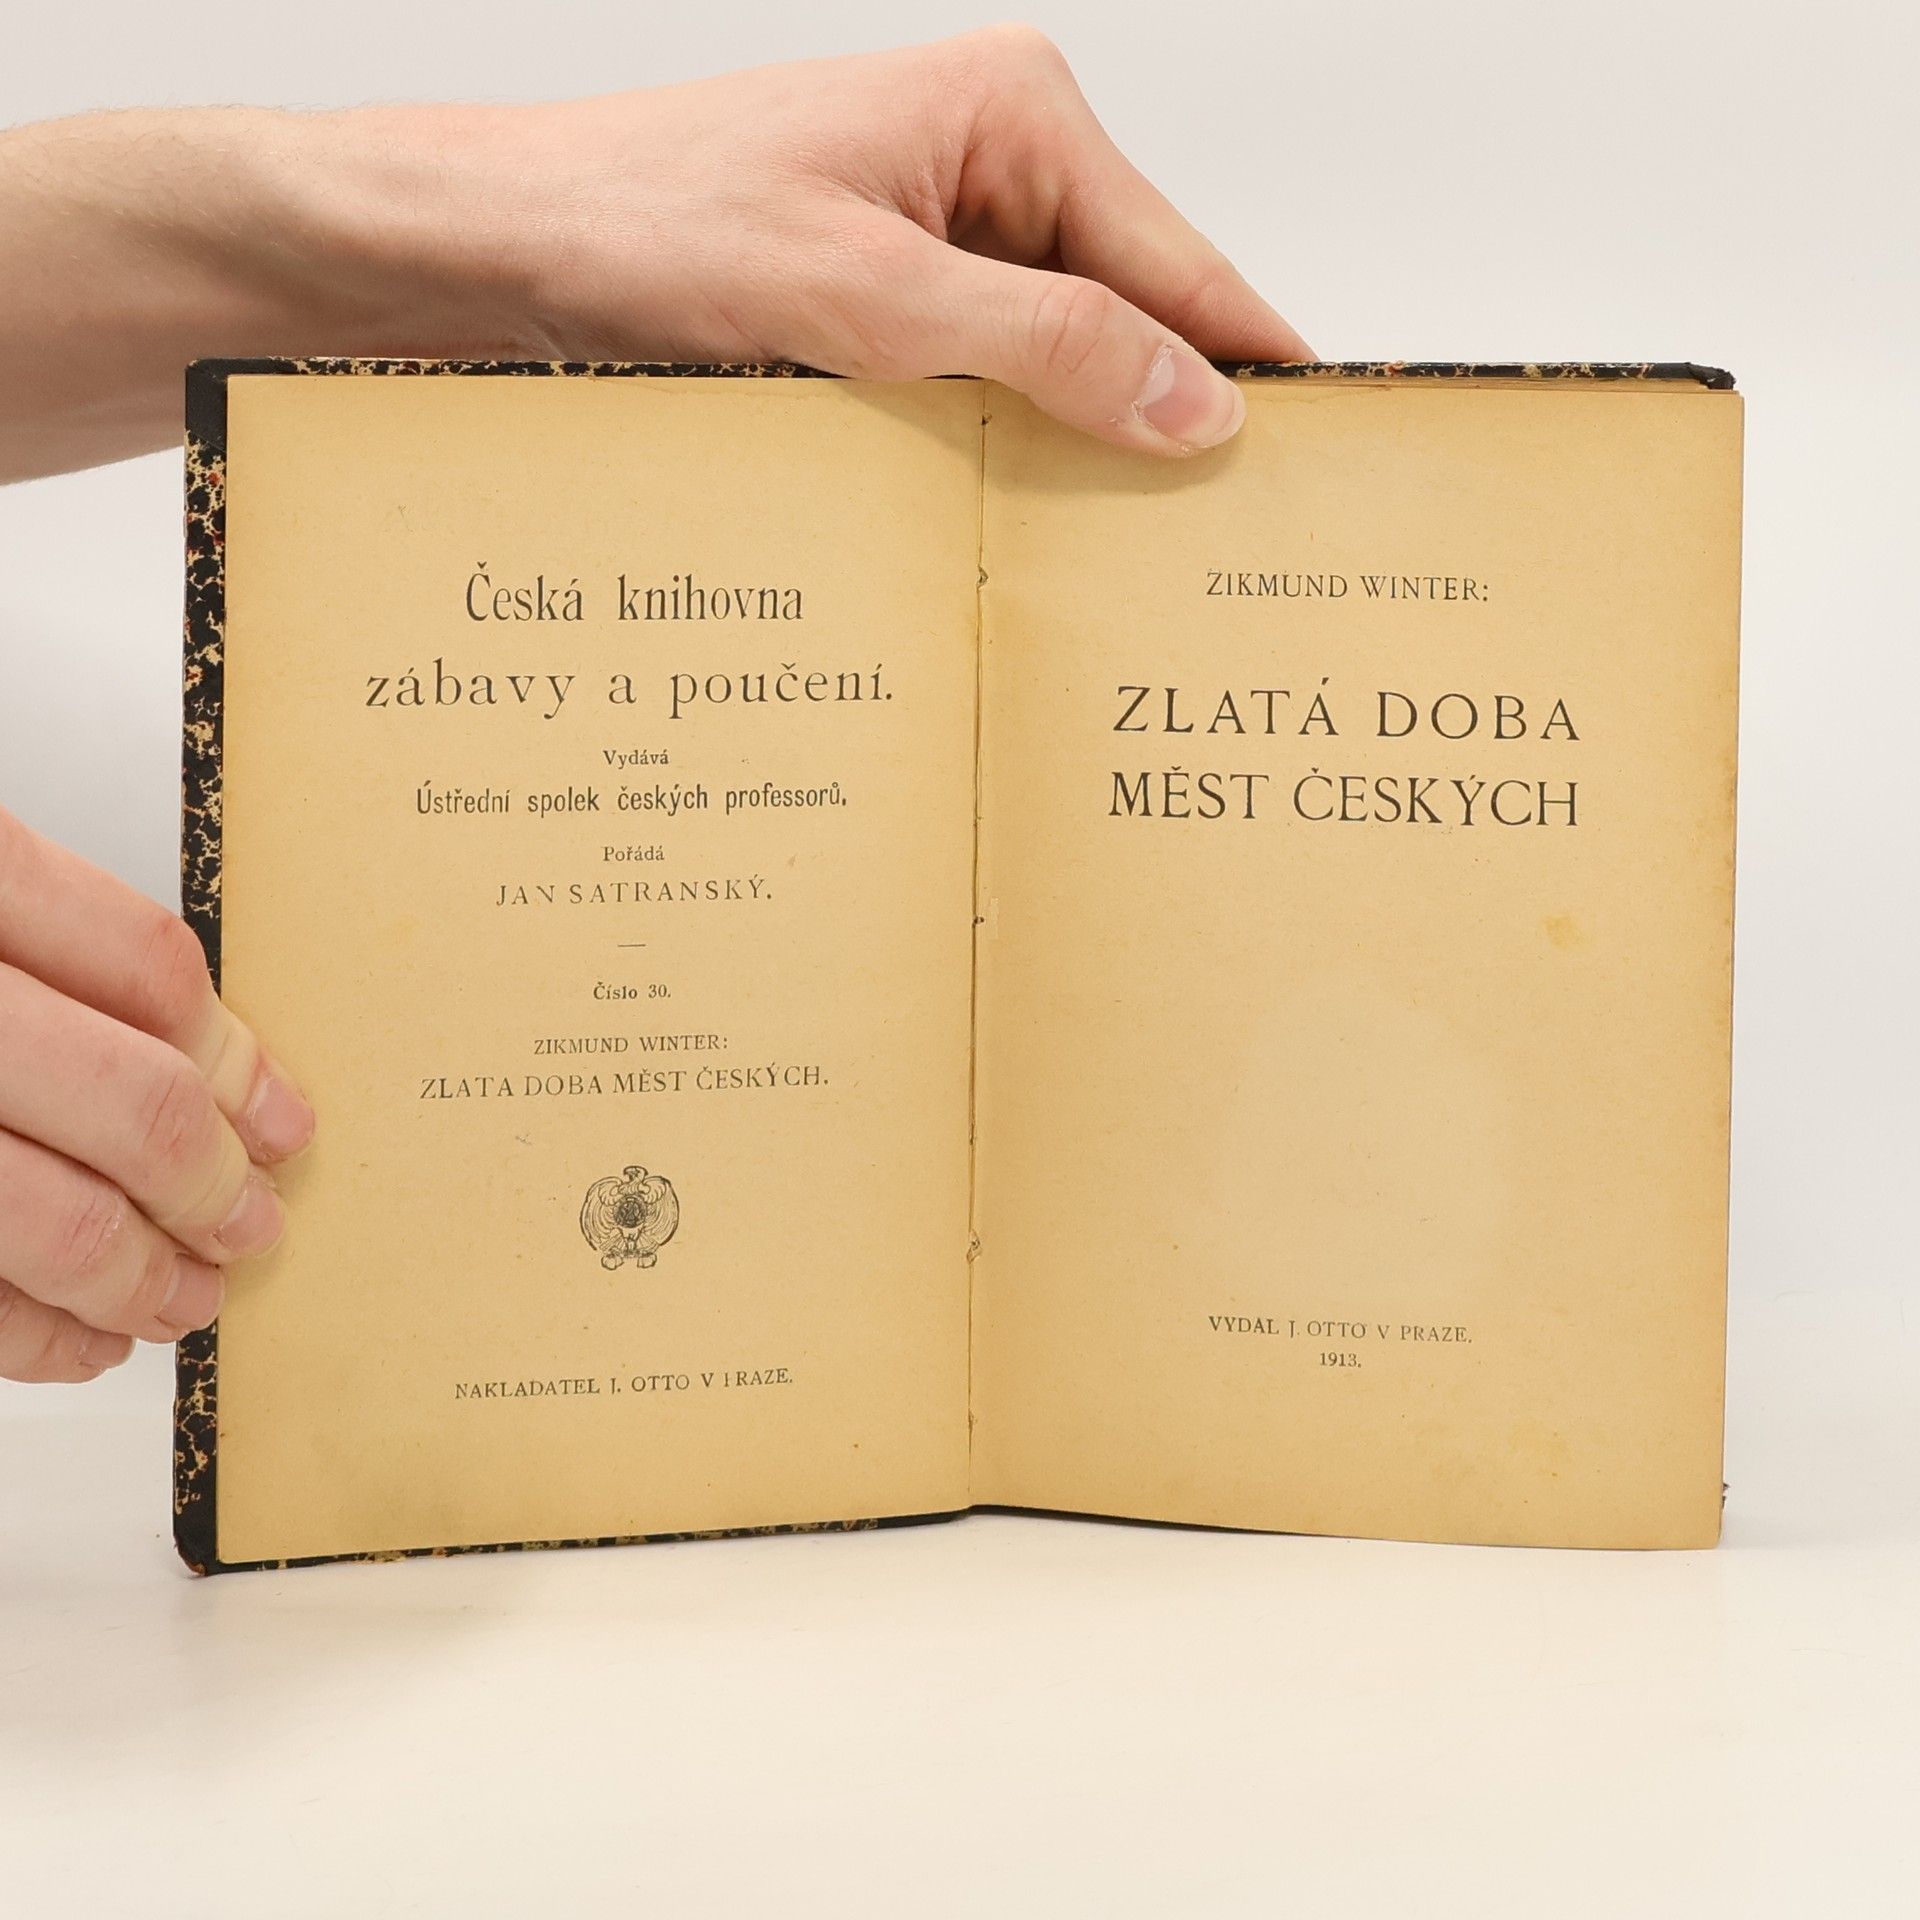 Česká knihovna
zábavy a poučení.
Vydává
Ústřední spolek českých professorů.
Pořádá
JAN SATRANSKÝ.
Číslo 30.
ZIKMUND WINTER:
ZLATA DOBA MĚST ČESKÝCH.
NAKLADATEL J. OTTO V PRAZE.
ZIKMUND WINTER:
ZLATÁ DOBA
MĚST ČESKÝCH
VYDAL J. OTTO V PRAZE.
1913.